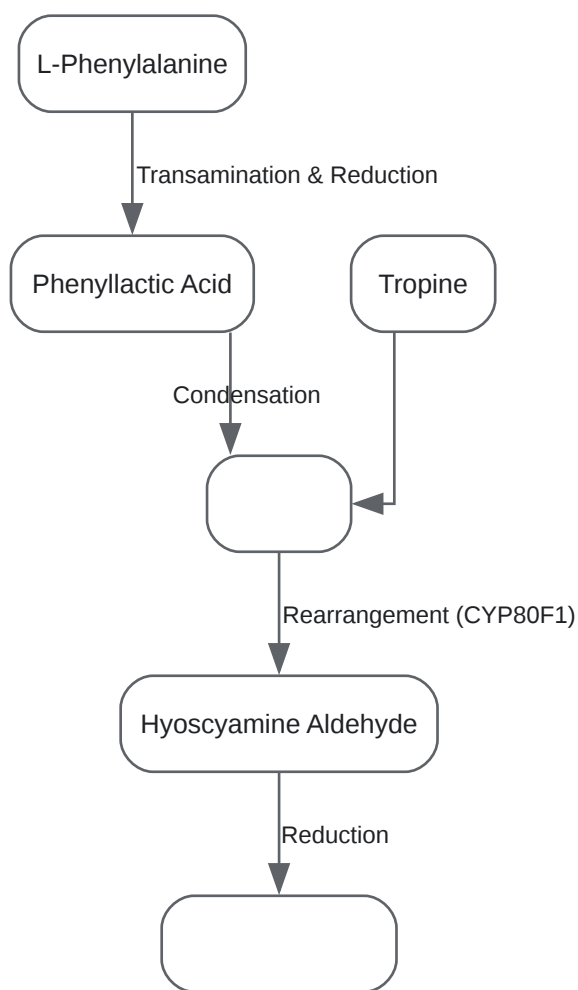 L-Phenylalanine
Transamination & Reduction
Phenyllactic Acid
Tropine
Condensation
Rearrangement (CYP80F1)
Hyoscyamine Aldehyde
Reduction